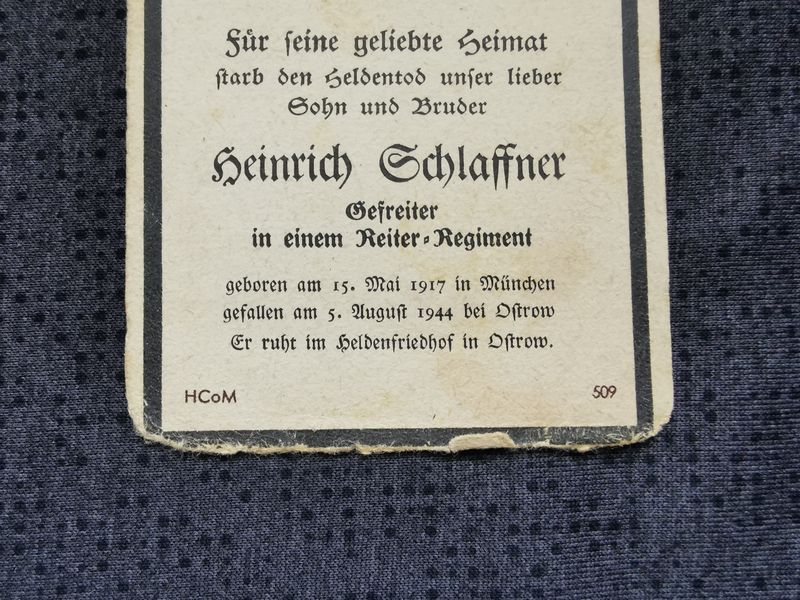 Für seine geliebte Heimat
starb den Heldentod unser lieber
Sohn und Bruder
Heinrich Schlaffner
Gefreiter
in einem Reiter-Regiment
geboren am 15. Mai 1917 in München
gefallen am 5. August 1944 bei Ostrow
Er ruht im Heldenfriedhof in Ostrow.
HCoM 509